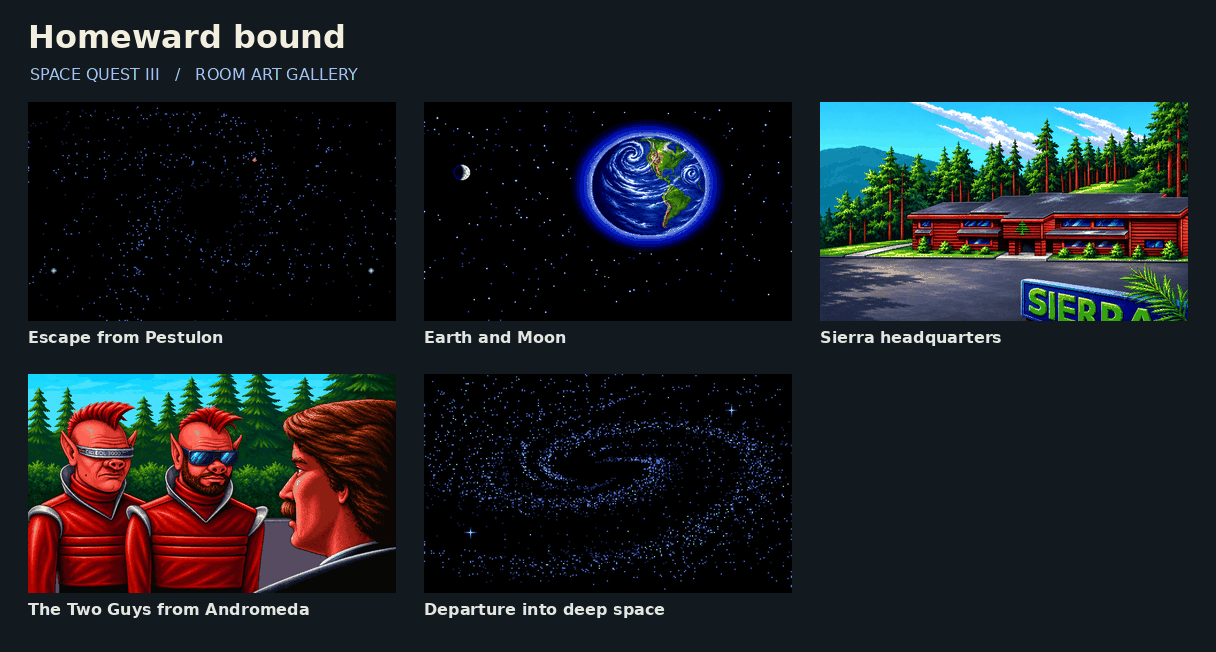 Homeward bound
SPACE QUEST III / ROOM ART GALLERY
SIERRA
Escape from Pestulon
Earth and Moon
Sierra headquarters
The Two Guys from Andromeda
Departure into deep space